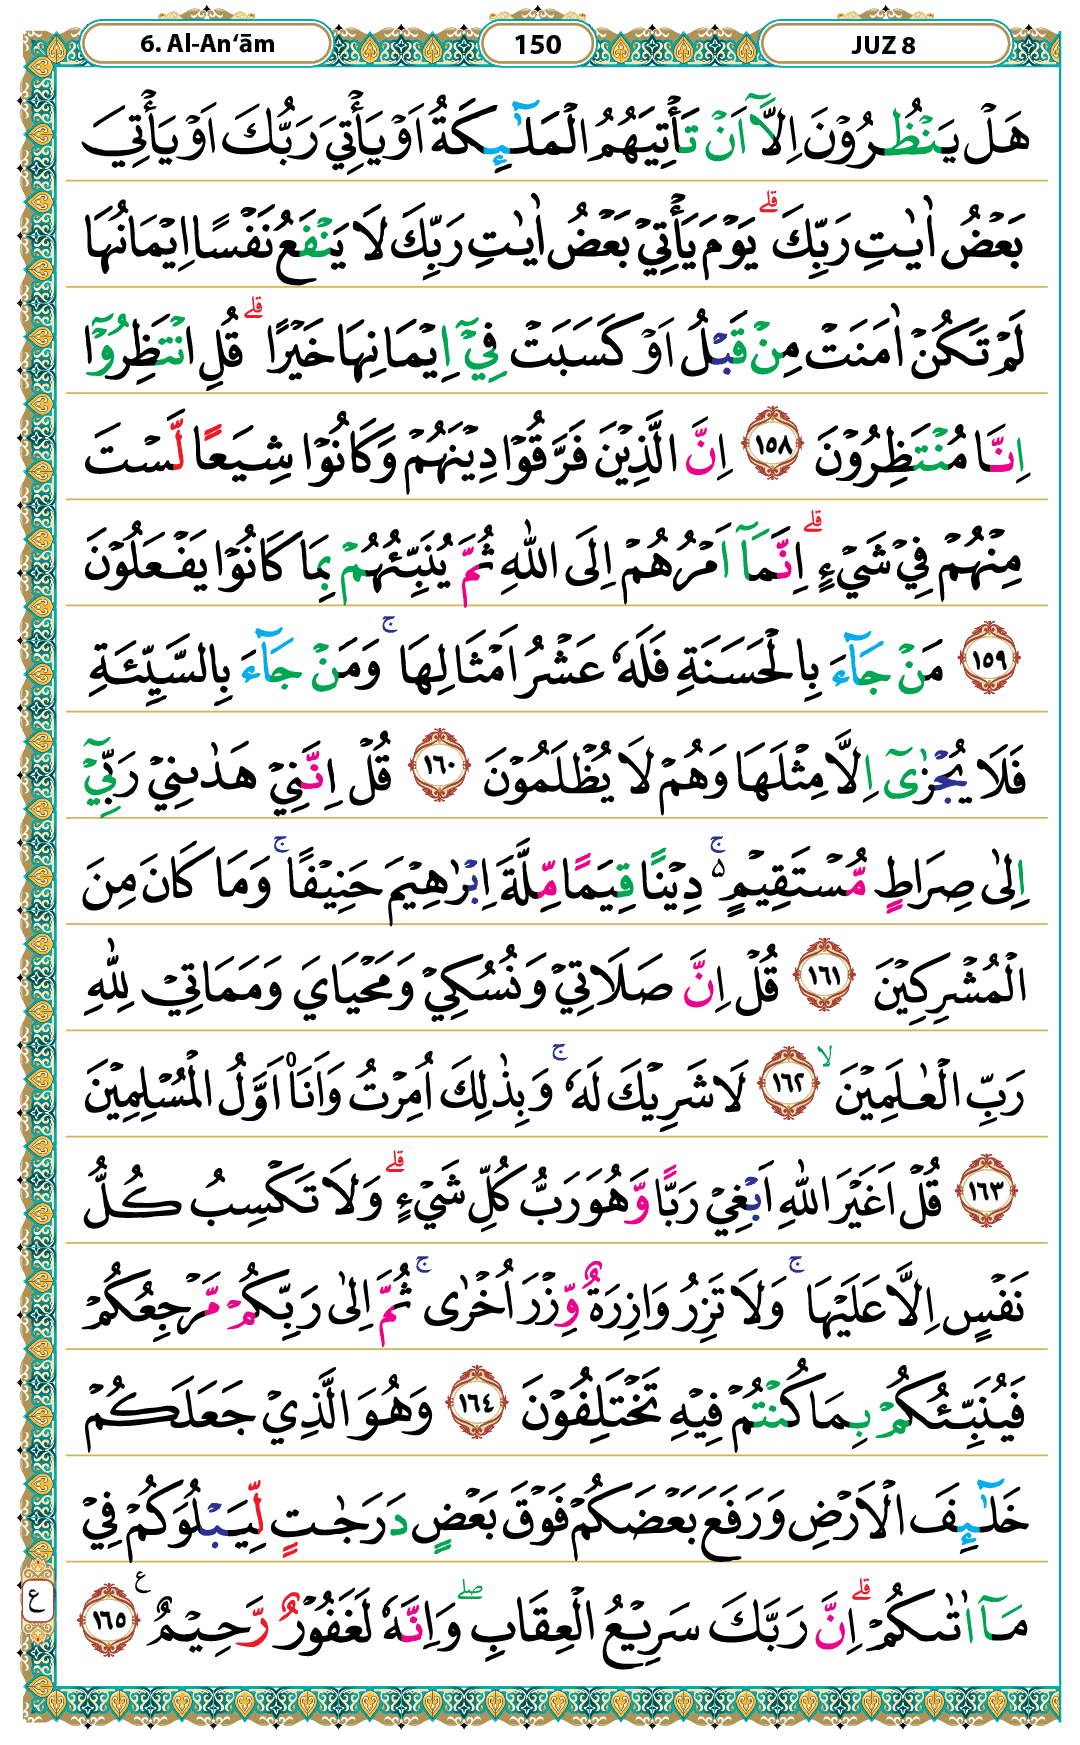 6. Al-An‘ām
150
JUZ 8
هَلْ يَنْظُرُوْنَ اِلَّآ اَنْ تَأْتِيَهُمُ الْمَلٰۤىِٕكَةُ اَوْ يَأْتِيَ رَبُّكَ اَوْ يَأْتِيَ
بَعْضُ اٰيٰتِ رَبِّكَ ۗ يَوْمَ يَأْتِيْ بَعْضُ اٰيٰتِ رَبِّكَ لَا يَنْفَعُ نَفْسًا اِيْمَانُهَا
لَمْ تَكُنْ اٰمَنَتْ مِنْ قَبْلُ اَوْ كَسَبَتْ فِيْٓ اِيْمَانِهَا خَيْرًا ۗ قُلِ انْتَظِرُوْٓا
اِنَّا مُنْتَظِرُوْنَ ١٥٨ اِنَّ الَّذِيْنَ فَرَّقُوْا دِيْنَهُمْ وَكَانُوْا شِيَعًا لَّسْتَ
مِنْهُمْ فِيْ شَيْءٍ ۗ اِنَّمَآ اَمْرُهُمْ اِلَى اللّٰهِ ثُمَّ يُنَبِّئُهُمْ بِمَا كَانُوْا يَفْعَلُوْنَ
١٥٩ مَنْ جَاۤءَ بِالْحَسَنَةِ فَلَهٗ عَشْرُ اَمْثَالِهَا ۚ وَمَنْ جَاۤءَ بِالسَّيِّئَةِ
فَلَا يُجْزٰىٓ اِلَّا مِثْلَهَا وَهُمْ لَا يُظْلَمُوْنَ ١٦٠ قُلْ اِنَّنِيْ هَدٰىنِيْ رَبِّيْٓ
اِلٰى صِرَاطٍ مُّسْتَقِيْمٍ ۚ ٥ دِيْنًا قِيَمًا مِّلَّةَ اِبْرٰهِيْمَ حَنِيْفًا ۚ وَمَا كَانَ مِنَ
الْمُشْرِكِيْنَ ١٦١ قُلْ اِنَّ صَلَاتِيْ وَنُسُكِيْ وَمَحْيَايَ وَمَمَاتِيْ لِلّٰهِ
رَبِّ الْعٰلَمِيْنَ ۙ ١٦٢ لَا شَرِيْكَ لَهٗ ۚ وَبِذٰلِكَ اُمِرْتُ وَاَنَا۠ اَوَّلُ الْمُسْلِمِيْنَ
١٦٣ قُلْ اَغَيْرَ اللّٰهِ اَبْغِيْ رَبًّا وَّهُوَ رَبُّ كُلِّ شَيْءٍ ۗ وَلَا تَكْسِبُ كُلُّ
نَفْسٍ اِلَّا عَلَيْهَا ۚ وَلَا تَزِرُ وَازِرَةٌ وِّزْرَ اُخْرٰى ۚ ثُمَّ اِلٰى رَبِّكُمْ مَّرْجِعُكُمْ
فَيُنَبِّئُكُمْ بِمَا كُنْتُمْ فِيْهِ تَخْتَلِفُوْنَ ١٦٤ وَهُوَ الَّذِيْ جَعَلَكُمْ
خَلٰۤىِٕفَ الْاَرْضِ وَرَفَعَ بَعْضَكُمْ فَوْقَ بَعْضٍ دَرَجٰتٍ لِّيَبْلُوَكُمْ فِيْ
مَآ اٰتٰىكُمْ ۗ اِنَّ رَبَّكَ سَرِيْعُ الْعِقَابِ ۖ وَاِنَّهٗ لَغَفُوْرٌ رَّحِيْمٌ ࣖ ١٦٥
ع